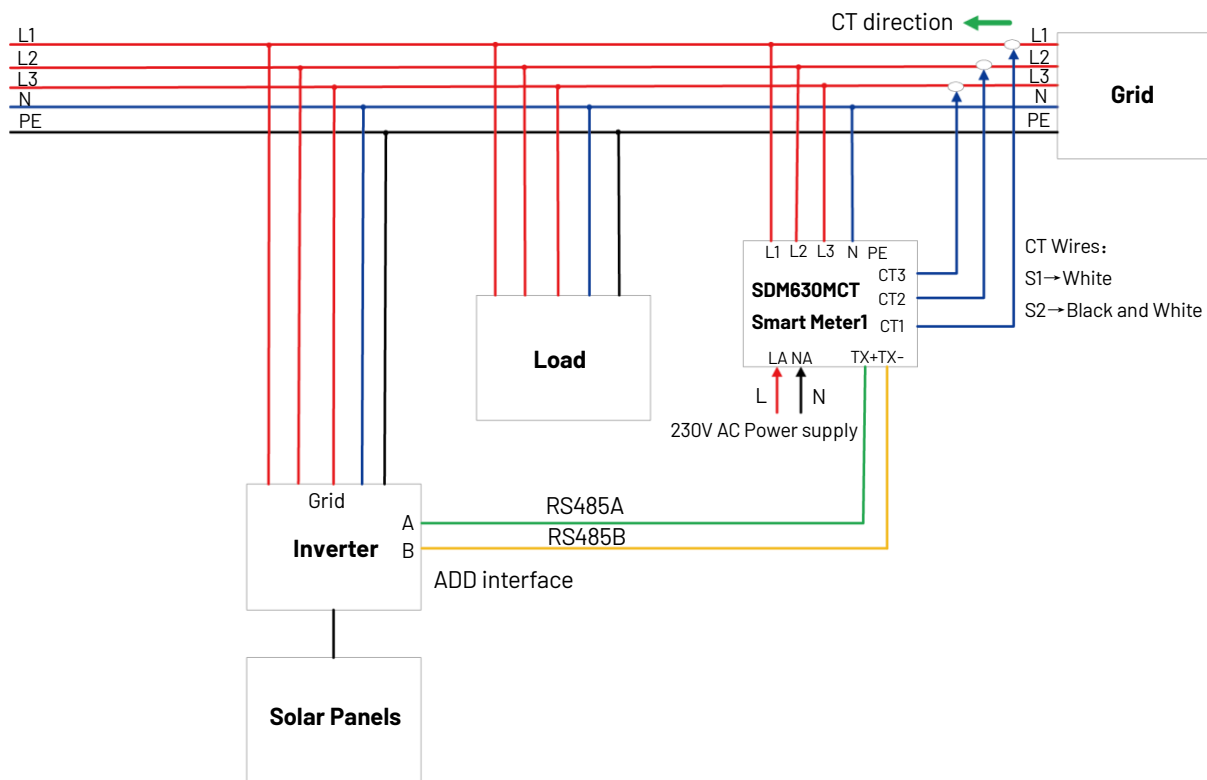 CT direction
L1
L2
L3
N
PE
L1
L2
L3
N
PE
Grid
L1 L2 L3 N PE
CT3
SDM630MCT
CT2
Smart Meter1
CT1
LA NA
TX+TX-
L
N
230V AC Power supply
CT Wires：
S1→White
S2→Black and White
Load
Grid
Inverter
A
B
RS485A
RS485B
ADD interface
Solar Panels